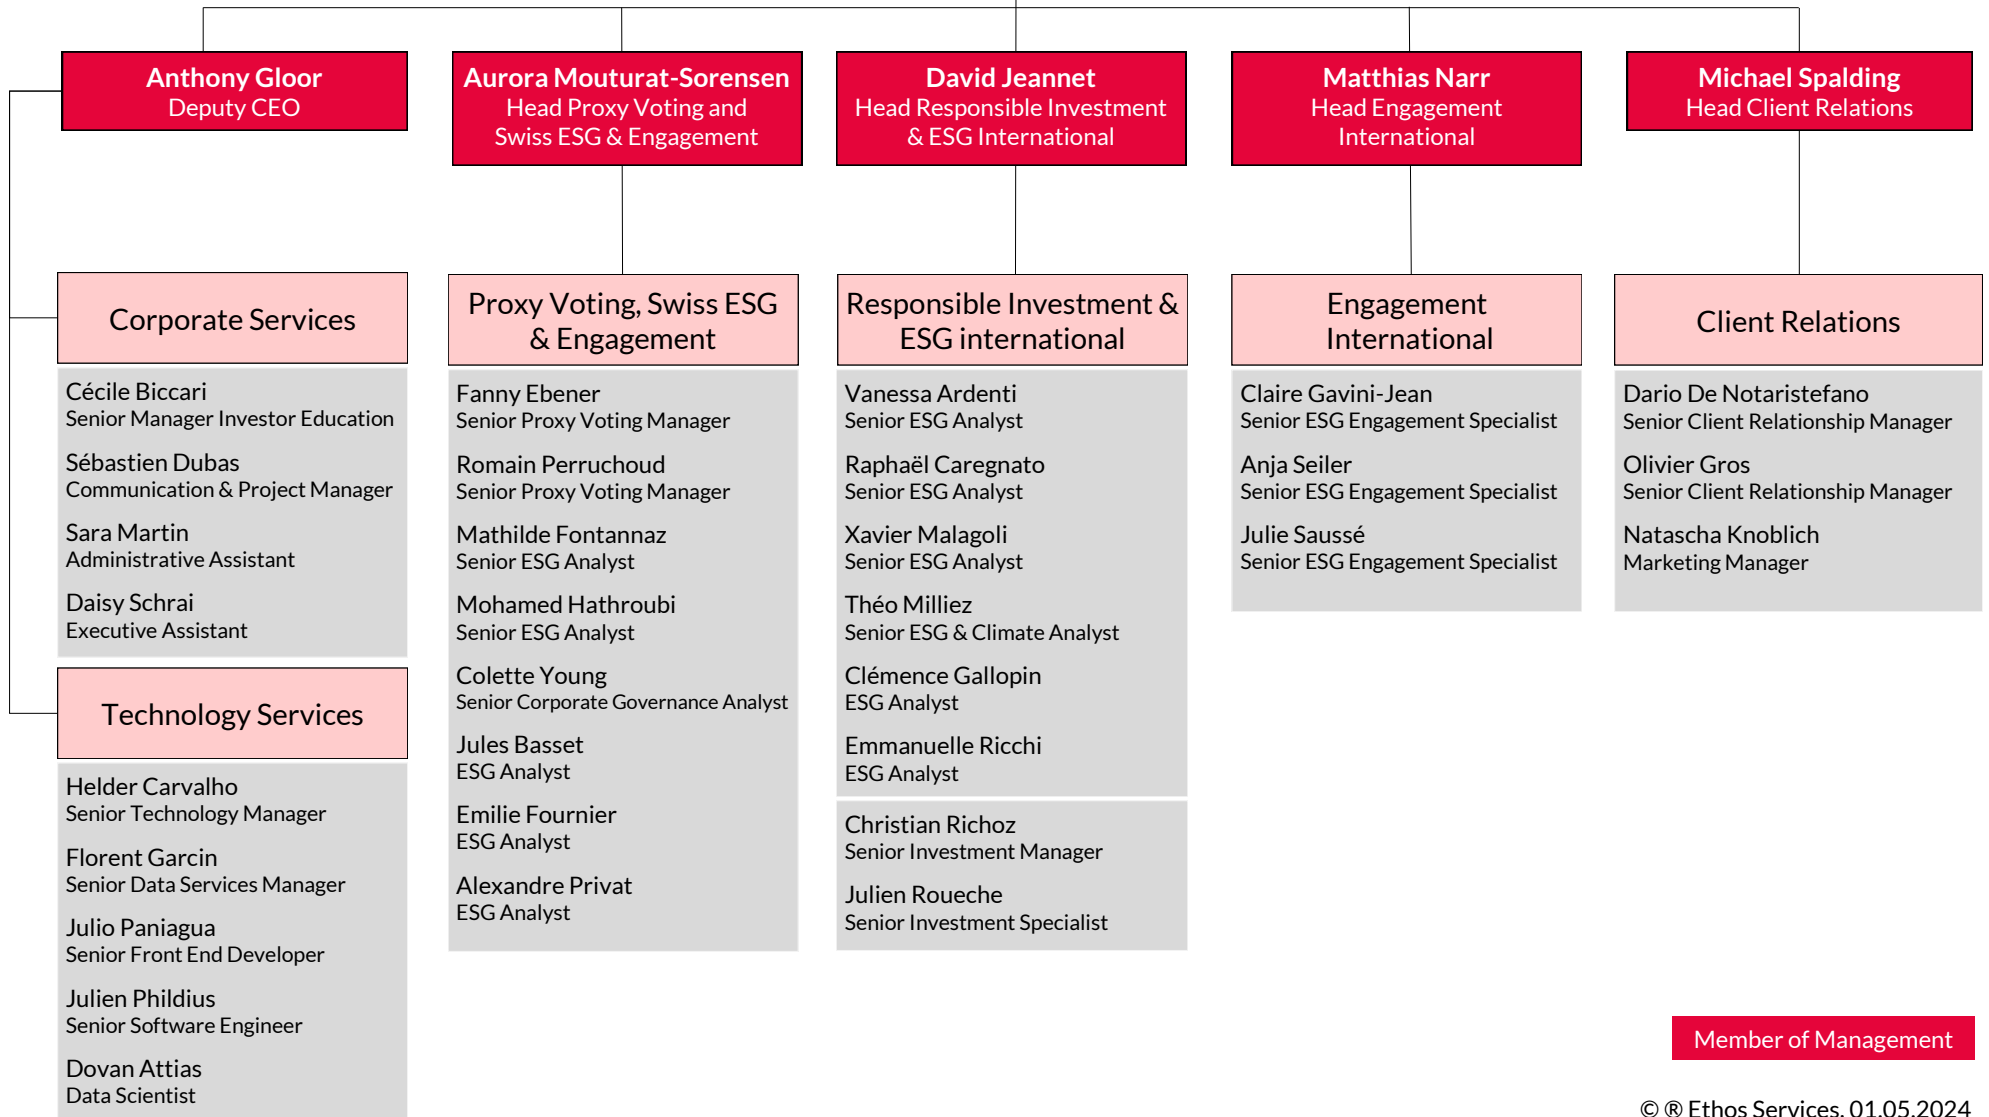 Anthony Gloor
Deputy CEO
Aurora Mouturat-Sorensen
Head Proxy Voting and
Swiss ESG & Engagement
David Jeannet
Head Responsible Investment
& ESG International
Matthias Narr
Head Engagement
International
Michael Spalding
Head Client Relations
Corporate Services
Cécile Biccari
Senior Manager Investor Education
Sébastien Dubas
Communication & Project Manager
Sara Martin
Administrative Assistant
Daisy Schrai
Executive Assistant
Technology Services
Helder Carvalho
Senior Technology Manager
Florent Garcin
Senior Data Services Manager
Julio Paniagua
Senior Front End Developer
Julien Phildius
Senior Software Engineer
Dovan Attias
Data Scientist
Proxy Voting, Swiss ESG
& Engagement
Fanny Ebener
Senior Proxy Voting Manager
Romain Perruchoud
Senior Proxy Voting Manager
Mathilde Fontannaz
Senior ESG Analyst
Mohamed Hathroubi
Senior ESG Analyst
Colette Young
Senior Corporate Governance Analyst
Jules Basset
ESG Analyst
Emilie Fournier
ESG Analyst
Alexandre Privat
ESG Analyst
Responsible Investment &
ESG international
Vanessa Ardenti
Senior ESG Analyst
Raphaël Caregnato
Senior ESG Analyst
Xavier Malagoli
Senior ESG Analyst
Théo Milliez
Senior ESG & Climate Analyst
Clémence Gallopin
ESG Analyst
Emmanuelle Ricchi
ESG Analyst
Christian Richoz
Senior Investment Manager
Julien Roueche
Senior Investment Specialist
Engagement
International
Claire Gavini-Jean
Senior ESG Engagement Specialist
Anja Seiler
Senior ESG Engagement Specialist
Julie Saussé
Senior ESG Engagement Specialist
Client Relations
Dario De Notaristefano
Senior Client Relationship Manager
Olivier Gros
Senior Client Relationship Manager
Natascha Knoblich
Marketing Manager
Member of Management
© ® Ethos Services, 01.05.2024